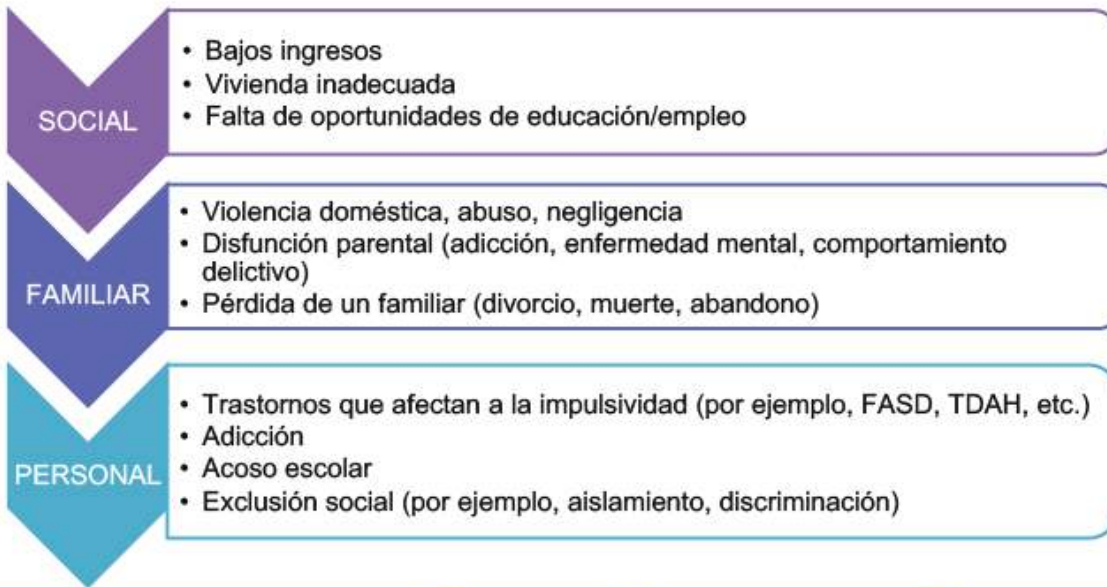 SOCIAL
• Bajos ingresos
• Vivienda inadecuada
• Falta de oportunidades de educación/empleo
FAMILIAR
• Violencia doméstica, abuso, negligencia
• Disfunción parental (adicción, enfermedad mental, comportamiento
delictivo)
• Pérdida de un familiar (divorcio, muerte, abandono)
PERSONAL
• Trastornos que afectan a la impulsividad (por ejemplo, FASD, TDAH, etc.)
• Adicción
• Acoso escolar
• Exclusión social (por ejemplo, aislamiento, discriminación)